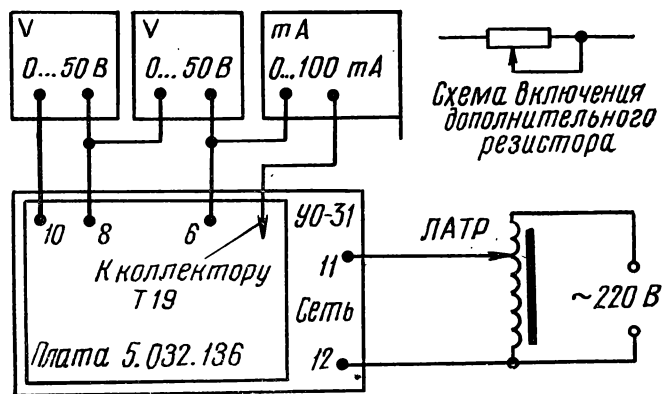 V
0...50 В
V
0...50 В
mA
0...100 mA
Схема включения
дополнительного
резистора
10
8
6
УО-31
К коллектору
Т 19
11
ЛАТР
Сеть
~220 В
Плата 5.032.136
12